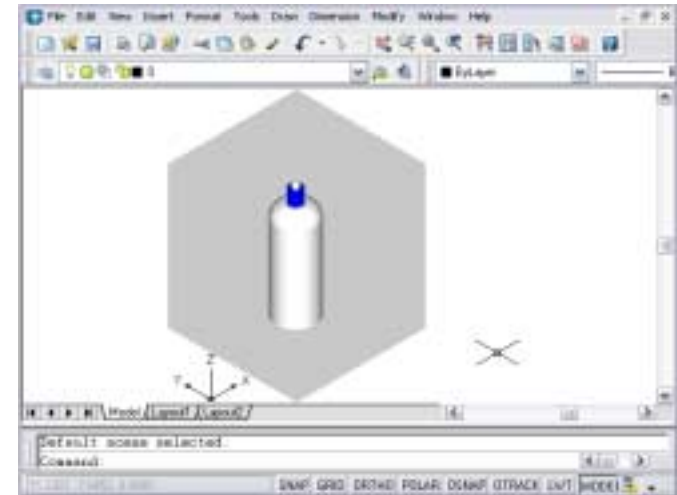 File Edit View Insert Format Tools Draw Dimension Modify Window Help
0 ByLayer
Z
Y X
Model Layout1 Layout2
Default scene selected
Command:
SNAP GRID ORTHO POLAR OSNAP OTRACK LWT MODEL